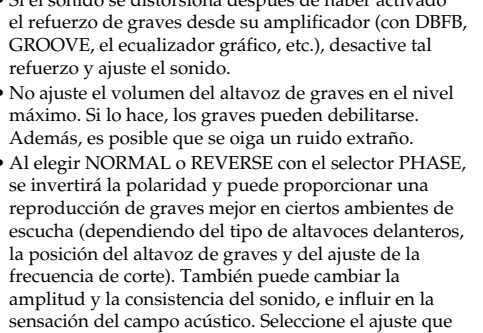 • Si el sonido se distorsiona después de haber activado
el refuerzo de graves desde su amplificador (con DBFB,
GROOVE, el ecualizador gráfico, etc.), desactive tal
refuerzo y ajuste el sonido.
• No ajuste el volumen del altavoz de graves en el nivel
máximo. Si lo hace, los graves pueden debilitarse.
Además, es posible que se oiga un ruido extraño.
• Al elegir NORMAL o REVERSE con el selector PHASE,
se invertirá la polaridad y puede proporcionar una
reproducción de graves mejor en ciertos ambientes de
escucha (dependiendo del tipo de altavoces delanteros,
la posición del altavoz de graves y del ajuste de la
frecuencia de corte). También puede cambiar la
amplitud y la consistencia del sonido, e influir en la
sensación del campo acústico. Seleccione el ajuste que